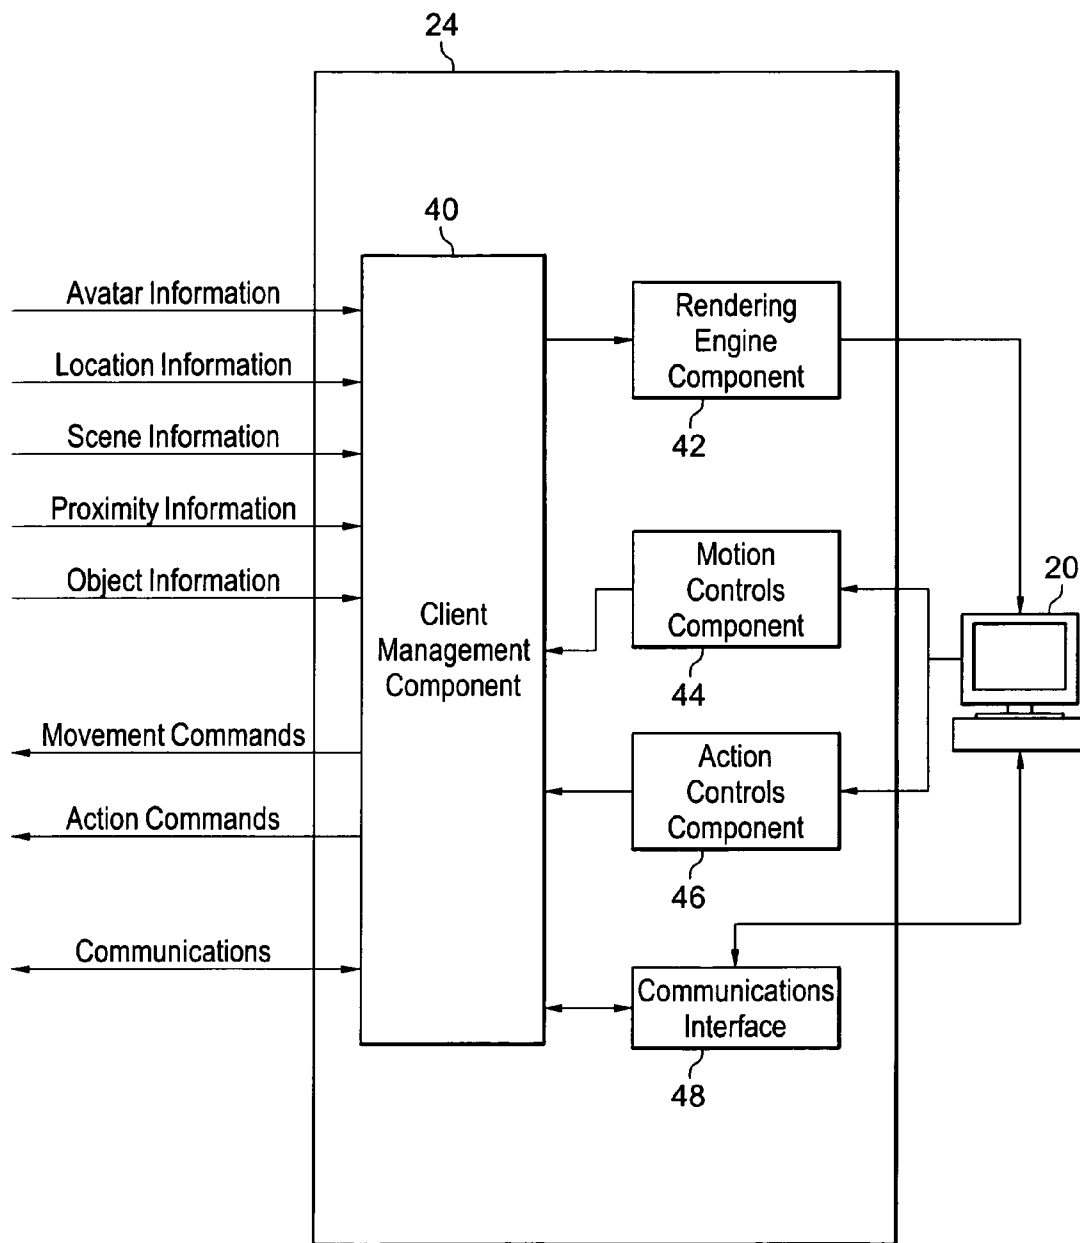 24
40
Avatar Information
Location Information
Scene Information
Proximity Information
Object Information
Movement Commands
Action Commands
Communications
Client
Management
Component
Rendering
Engine
Component
42
Motion
Controls
Component
44
Action
Controls
Component
46
Communications
Interface
48
20